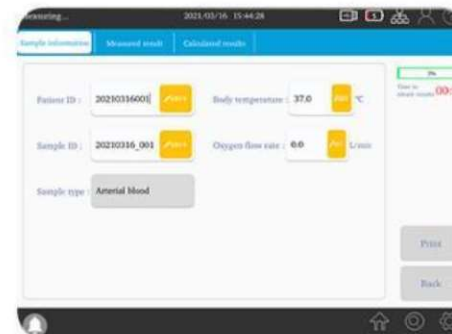 Measuring... 2021/03/16 15:44:28
Sample information Measured result Calculated results
Patient ID : 20210316001 Body temperature : 37.0 °C
Sample ID : 20210316_001 Oxygen flow rate : 0.0 L/min
Sample type : Arterial blood
Print
Back